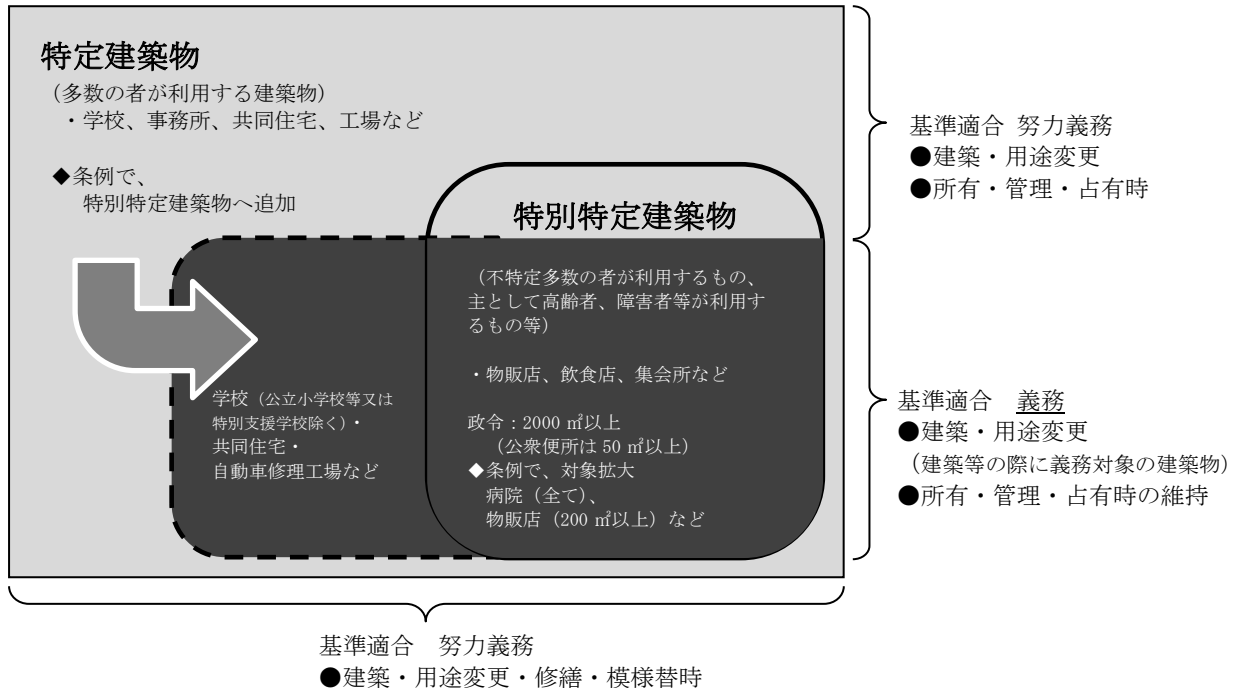 特定建築物
（多数の者が利用する建築物）
・学校、事務所、共同住宅、工場など
◆条例で、
特別特定建築物へ追加
学校（公立小学校等又は
特別支援学校除く）・
共同住宅・
自動車修理工場など
特別特定建築物
（不特定多数の者が利用するもの、
主として高齢者、障害者等が利用す
るもの等）
・物販店、飲食店、集会所など
政令：2000 ㎡以上
（公衆便所は 50 ㎡以上）
◆条例で、対象拡大
病院（全て）、
物販店（200 ㎡以上）など
基準適合 努力義務
●建築・用途変更
●所有・管理・占有時
基準適合　義務
●建築・用途変更
（建築等の際に義務対象の建築物）
●所有・管理・占有時の維持
基準適合　努力義務
●建築・用途変更・修繕・模様替時